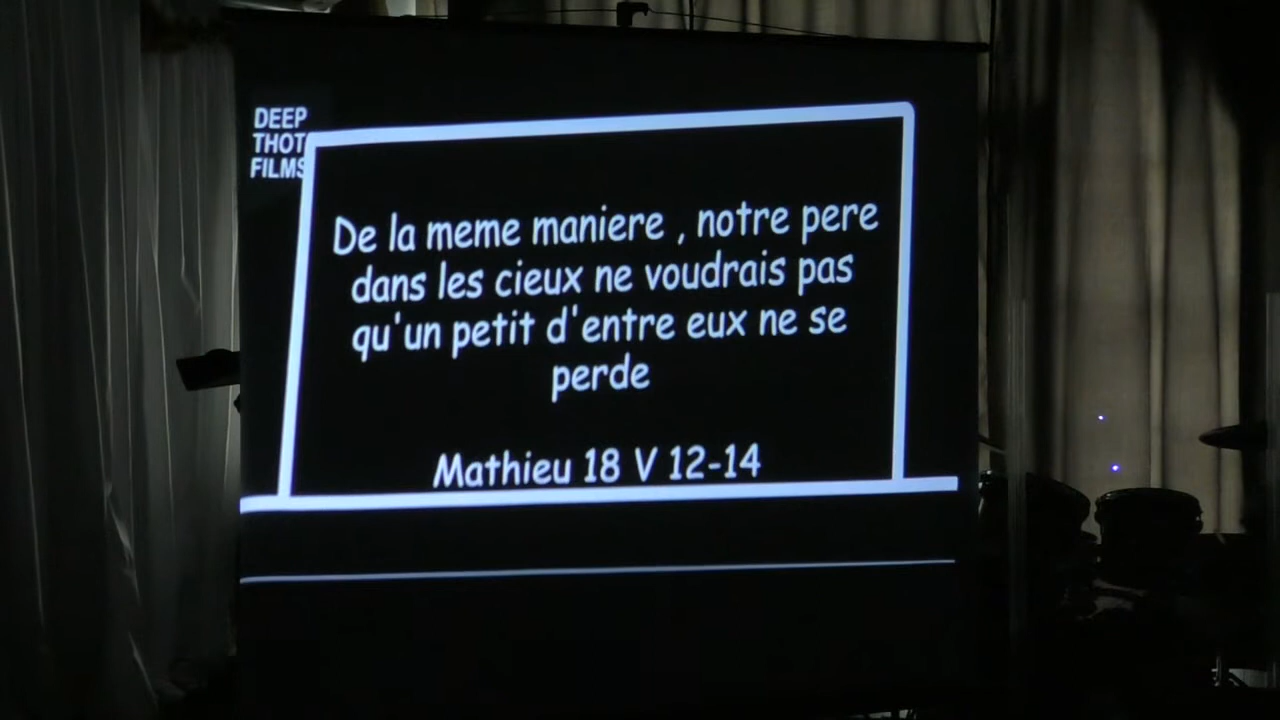 DEEP
THOT
FILMS
De la meme maniere , notre pere
dans les cieux ne voudrais pas
qu'un petit d'entre eux ne se
perde
Mathieu 18 V 12-14